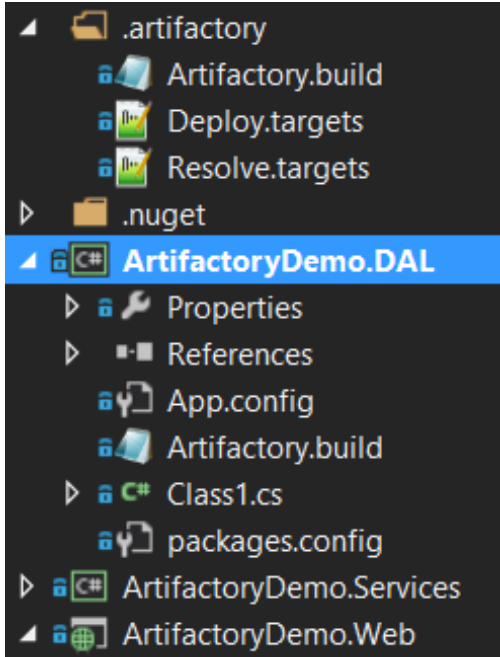 .artifactory
Artifactory.build
Deploy.targets
Resolve.targets
.nuget
C# ArtifactoryDemo.DAL
Properties
References
App.config
Artifactory.build
C# Class1.cs
packages.config
C# ArtifactoryDemo.Services
ArtifactoryDemo.Web